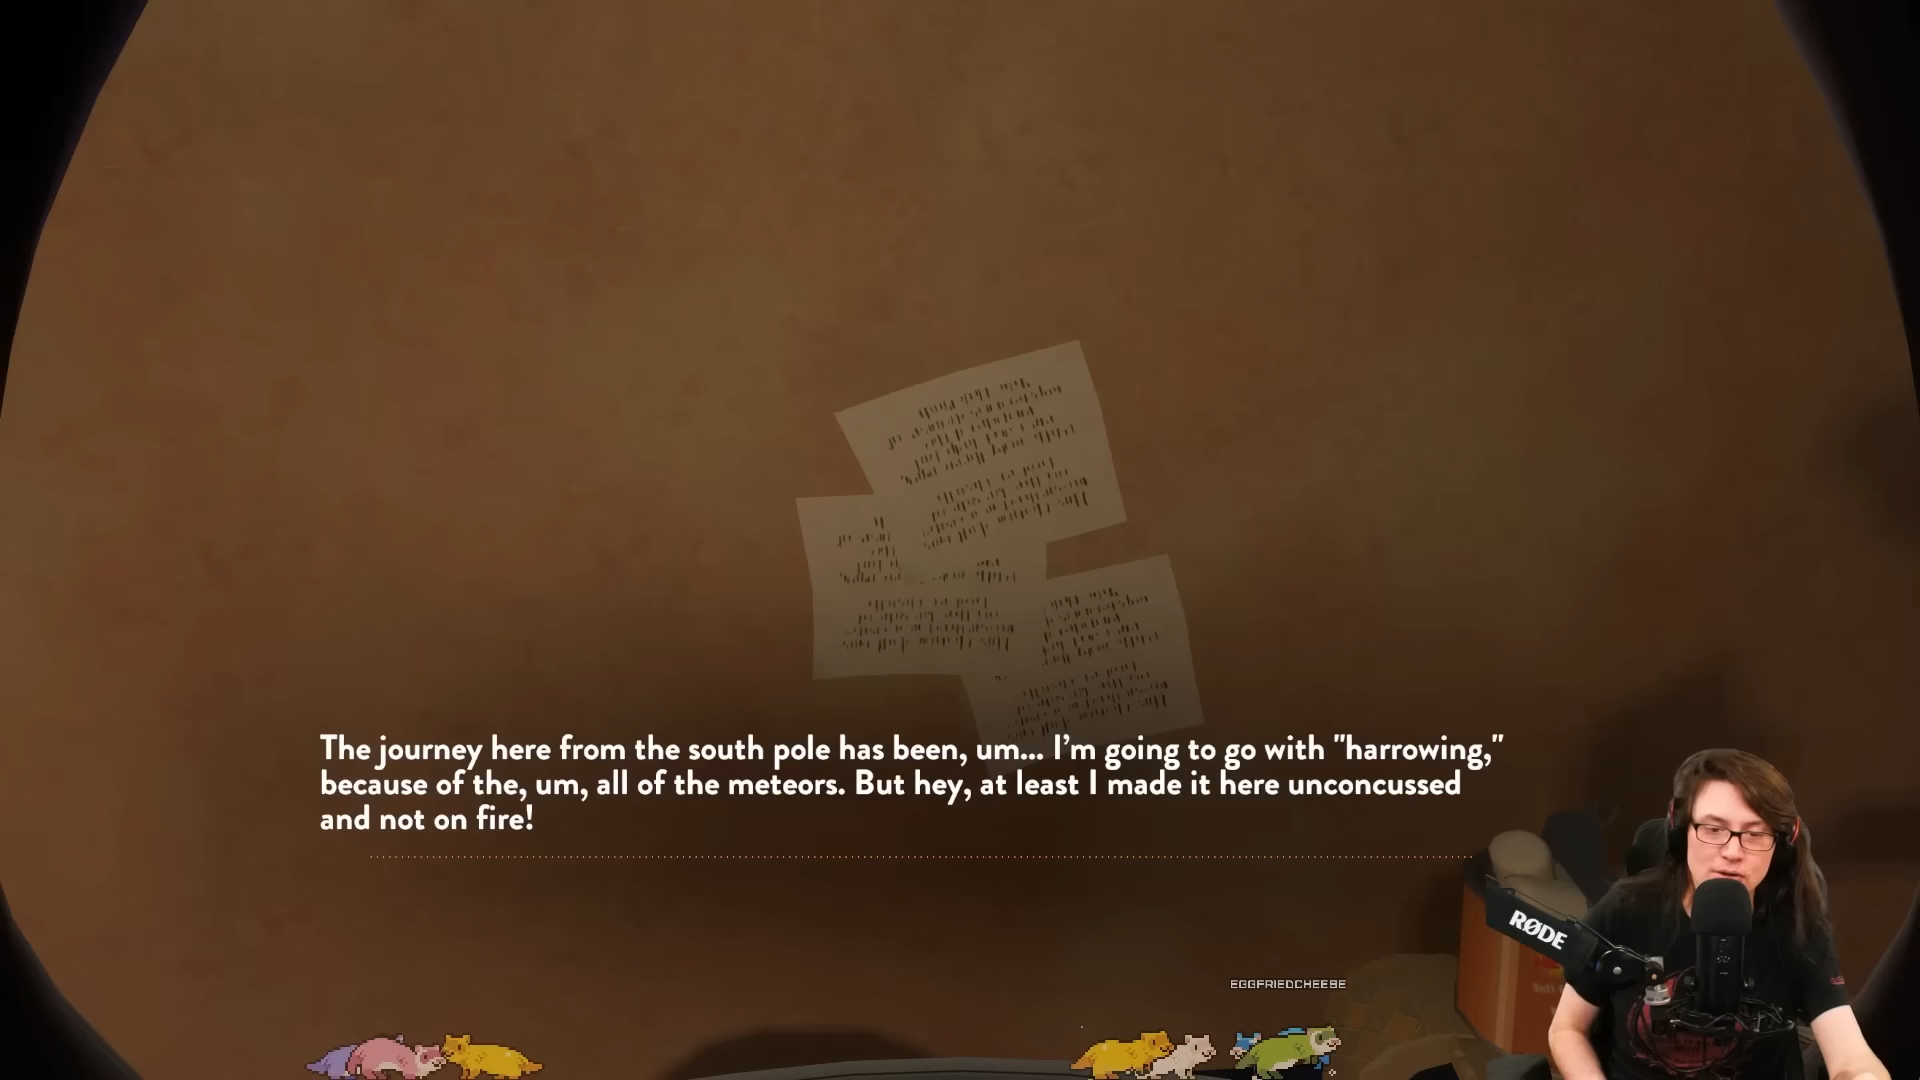 The journey here from the south pole has been, um... I'm going to go with "harrowing,"
because of the, um, all of the meteors. But hey, at least I made it here unconcussed
and not on fire!
EGGFRIEDCHEESE
RØDE